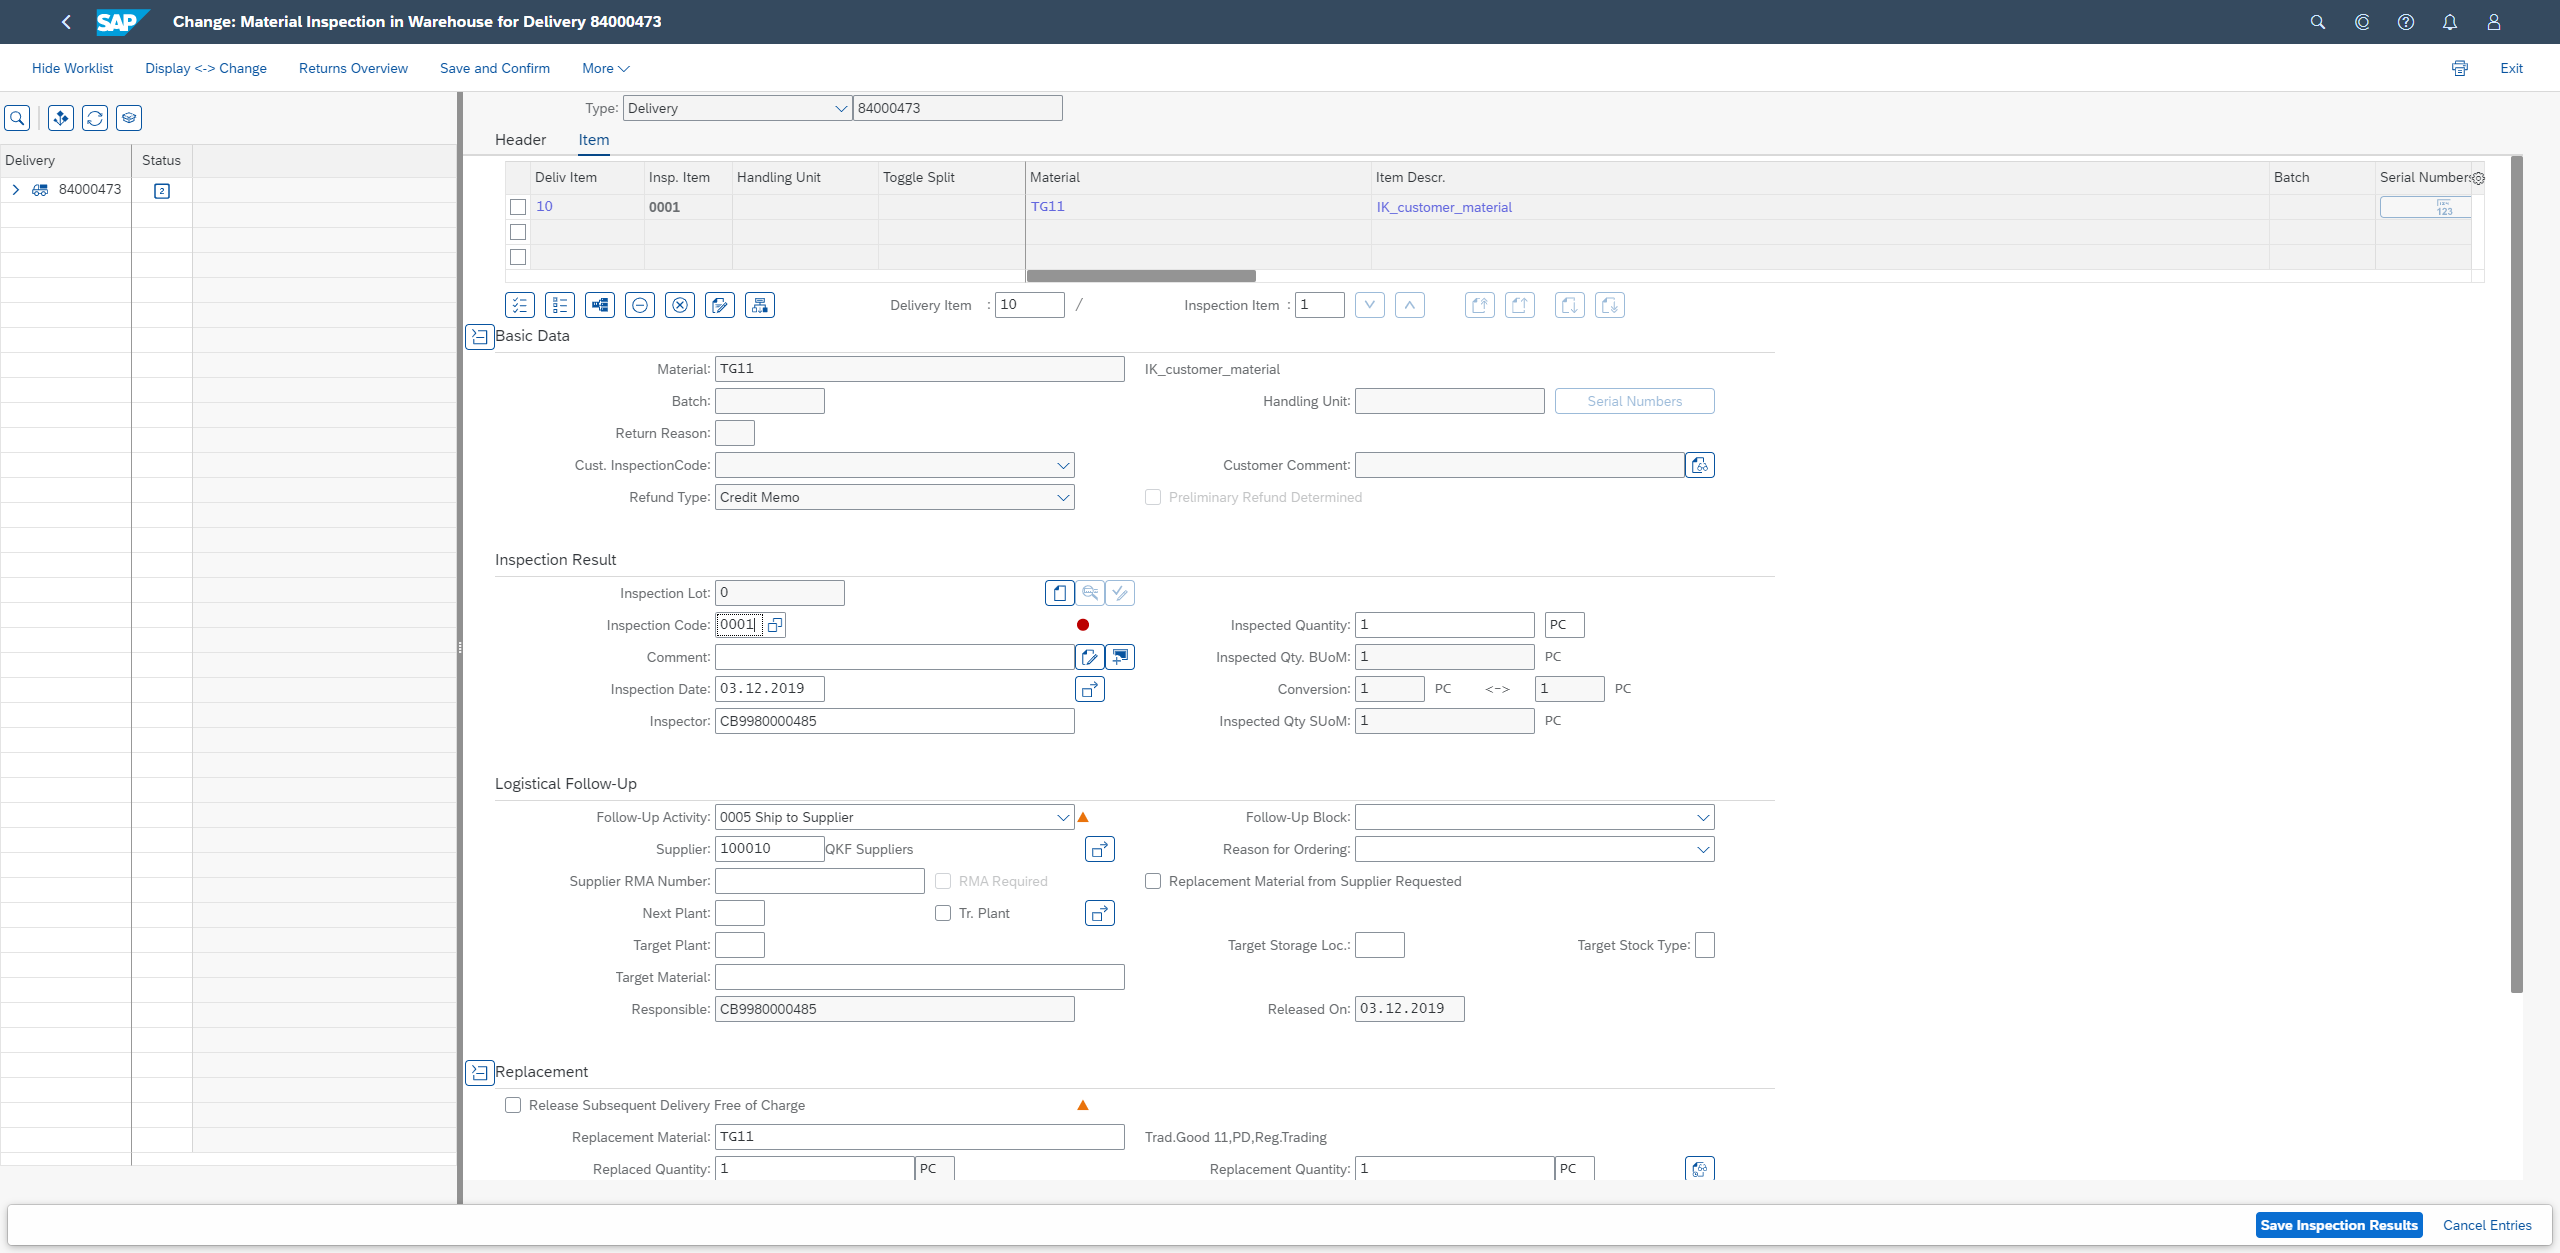 SAP Change: Material Inspection in Warehouse for Delivery 84000473
Hide Worklist Display <-> Change Returns Overview Save and Confirm More Exit
Type: Delivery 84000473
Header Item
Delivery Status
84000473 2
Deliv Item Insp. Item Handling Unit Toggle Split Material Item Descr. Batch Serial Numbers
10 0001 TG11 IK_customer_material 123
Delivery Item : 10 / Inspection Item : 1
Basic Data
Material: TG11 IK_customer_material
Batch: Handling Unit: Serial Numbers
Return Reason:
Cust. InspectionCode: Customer Comment:
Refund Type: Credit Memo Preliminary Refund Determined
Inspection Result
Inspection Lot: 0
Inspection Code: 0001 Inspected Quantity: 1 PC
Comment: Inspected Qty. BUoM: 1 PC
Inspection Date: 03.12.2019 Conversion: 1 PC <-> 1 PC
Inspector: CB9980000485 Inspected Qty SUoM: 1 PC
Logistical Follow-Up
Follow-Up Activity: 0005 Ship to Supplier Follow-Up Block:
Supplier: 100010 QKF Suppliers Reason for Ordering:
Supplier RMA Number: RMA Required Replacement Material from Supplier Requested
Next Plant: Tr. Plant
Target Plant: Target Storage Loc.: Target Stock Type:
Target Material:
Responsible: CB9980000485 Released On: 03.12.2019
Replacement
Release Subsequent Delivery Free of Charge
Replacement Material: TG11 Trad.Good 11,PD,Reg.Trading
Replaced Quantity: 1 PC Replacement Quantity: 1 PC
Save Inspection Results Cancel Entries